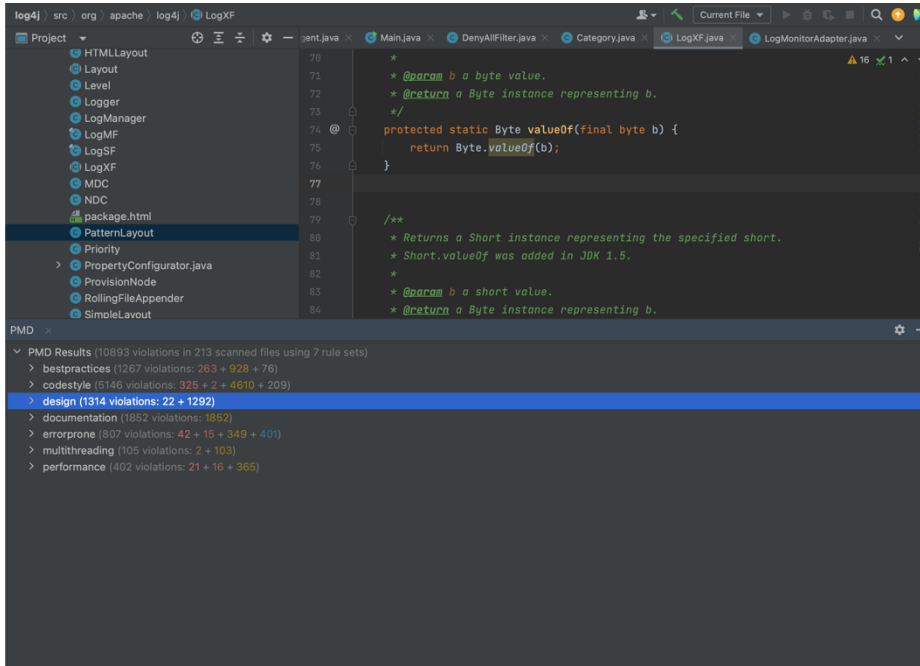 log4j src org apache log4j LogXF Current File
Project gent.java Main.java DenyAllFilter.java Category.java LogXF.java LogMonitorAdapter.java
HTMLLayout
Layout
Level
Logger
LogManager
LogMF
LogSF
LogXF
MDC
NDC
package.html
PatternLayout
Priority
PropertyConfigurator.java
ProvisionNode
RollingFileAppender
SimpleLayout
16 1
70 *
71 * @param b a byte value.
72 * @return a Byte instance representing b.
73 */
74 @ protected static Byte valueOf(final byte b) {
75 return Byte.valueOf(b);
76 }
77
78
79 /**
80 * Returns a Short instance representing the specified short.
81 * Short.valueOf was added in JDK 1.5.
82 *
83 * @param b a short value.
84 * @return a Byte instance representing b.
PMD
PMD Results (10893 violations in 213 scanned files using 7 rule sets)
bestpractices (1267 violations: 263 + 928 + 76)
codestyle (5146 violations: 325 + 2 + 4610 + 209)
design (1314 violations: 22 + 1292)
documentation (1852 violations: 1852)
errorprone (807 violations: 42 + 15 + 349 + 401)
multithreading (105 violations: 2 + 103)
performance (402 violations: 21 + 16 + 365)